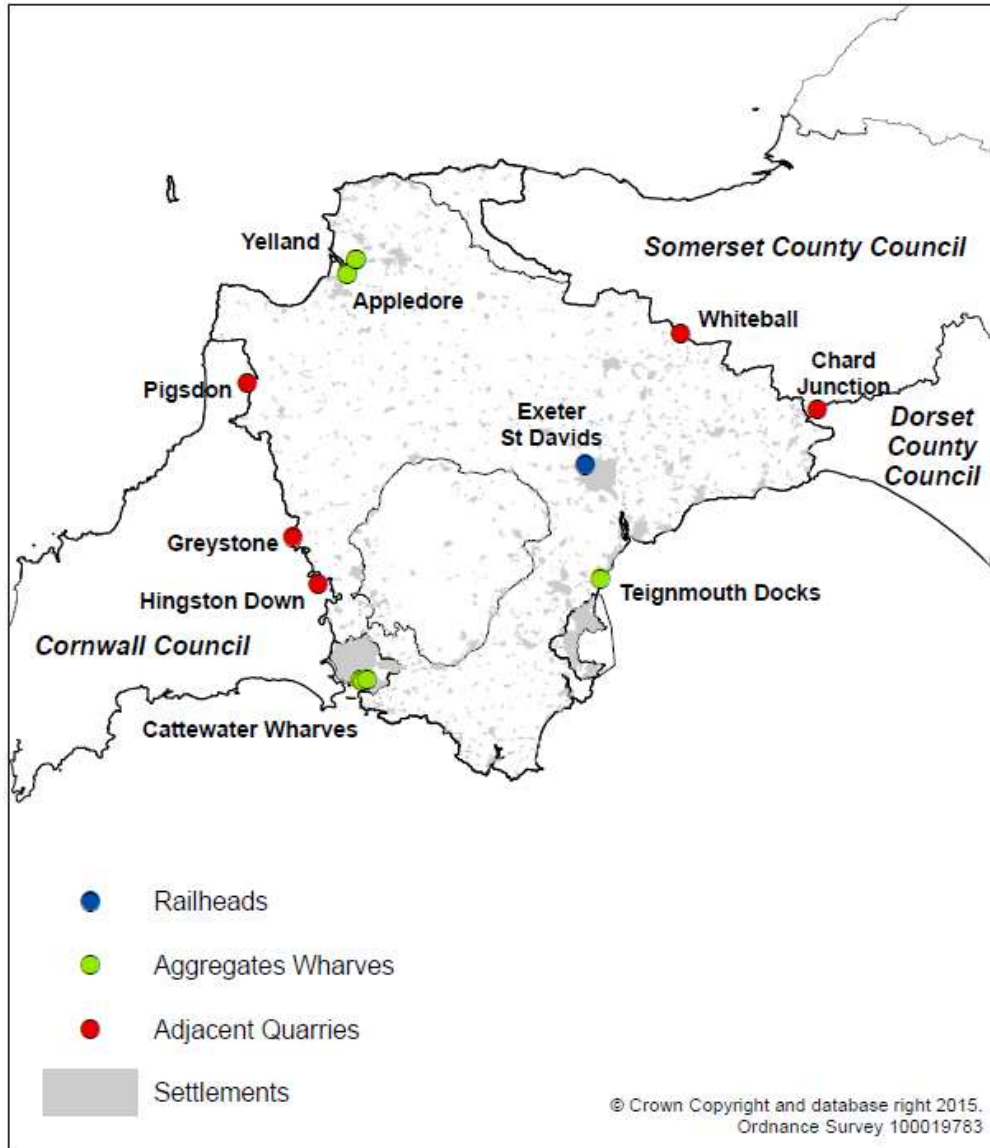 Yelland
Appledore
Somerset County Council
Whiteball
Chard
Junction
Pigsdon
Exeter
St Davids
Dorset
County
Council
Greystone
Hingston Down
Teignmouth Docks
Cornwall Council
Cattewater Wharves
Railheads
Aggregates Wharves
Adjacent Quarries
Settlements
© Crown Copyright and database right 2015.
Ordnance Survey 100019783